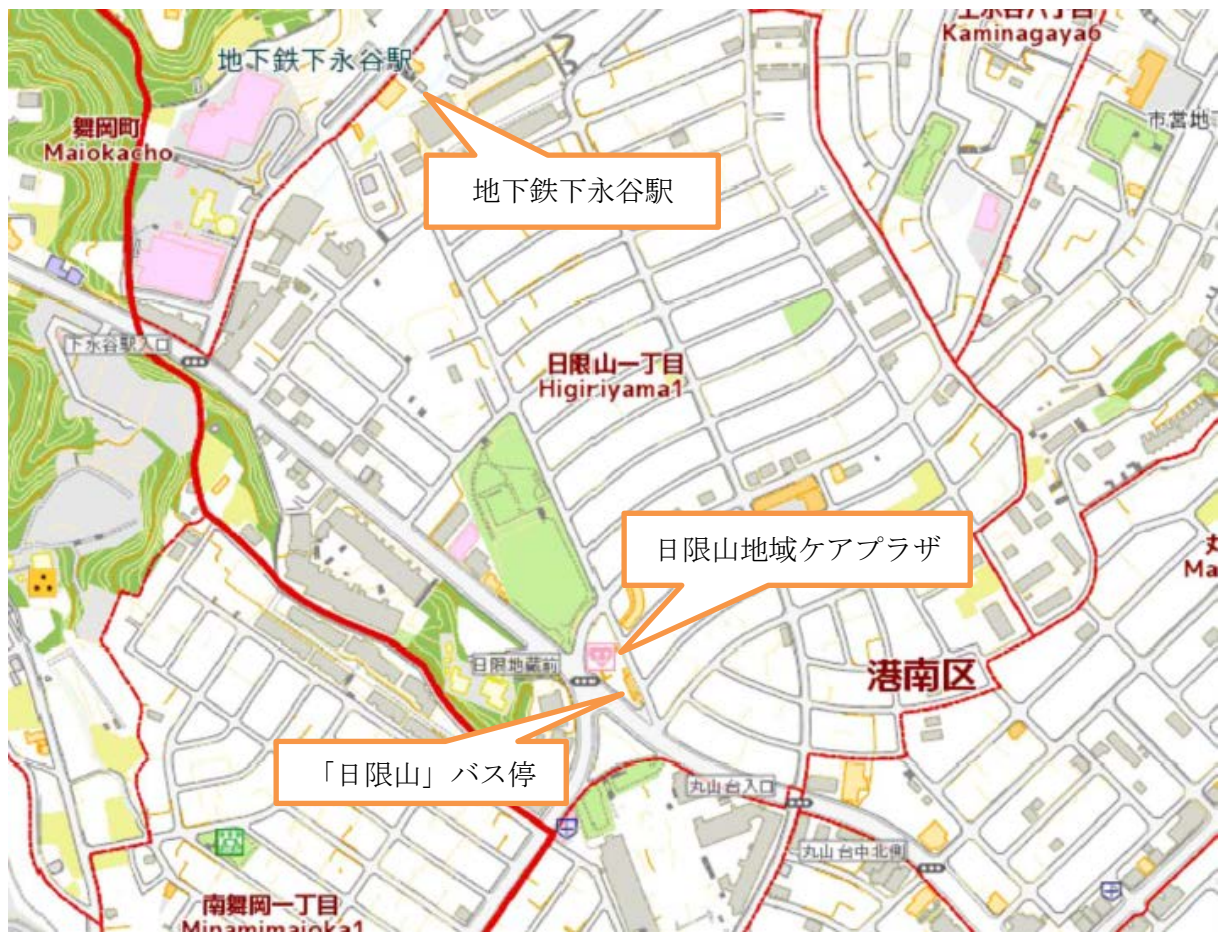 上永谷六丁目
Kaminagaya6
地下鉄下永谷駅
市営地
舞岡町
Maiokacho
地下鉄下永谷駅
下永谷駅入口
日限山一丁目
Higiriyama1
日限山地域ケアプラザ
丸
Ma
日限地蔵前
港南区
「日限山」バス停
丸山台入口
丸山台中北側
南舞岡一丁目
Minamimaioka1